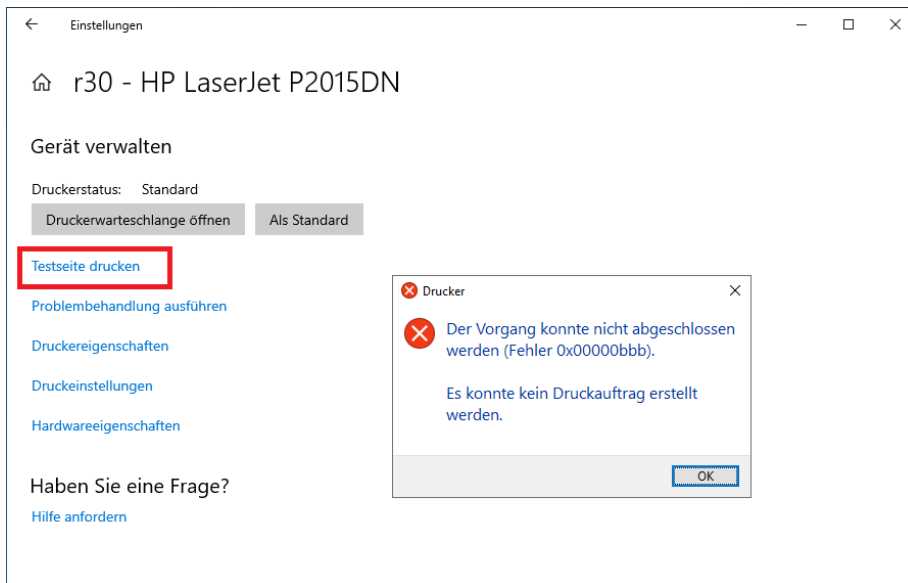 Einstellungen
r30 - HP LaserJet P2015DN
Gerät verwalten
Druckerstatus: Standard
Druckerwarteschlange öffnen Als Standard
Testseite drucken
Problembehandlung ausführen
Druckereigenschaften
Druckeinstellungen
Hardwareeigenschaften
Haben Sie eine Frage?
Hilfe anfordern
Drucker
Der Vorgang konnte nicht abgeschlossen
werden (Fehler 0x00000bbb).
Es konnte kein Druckauftrag erstellt
werden.
OK